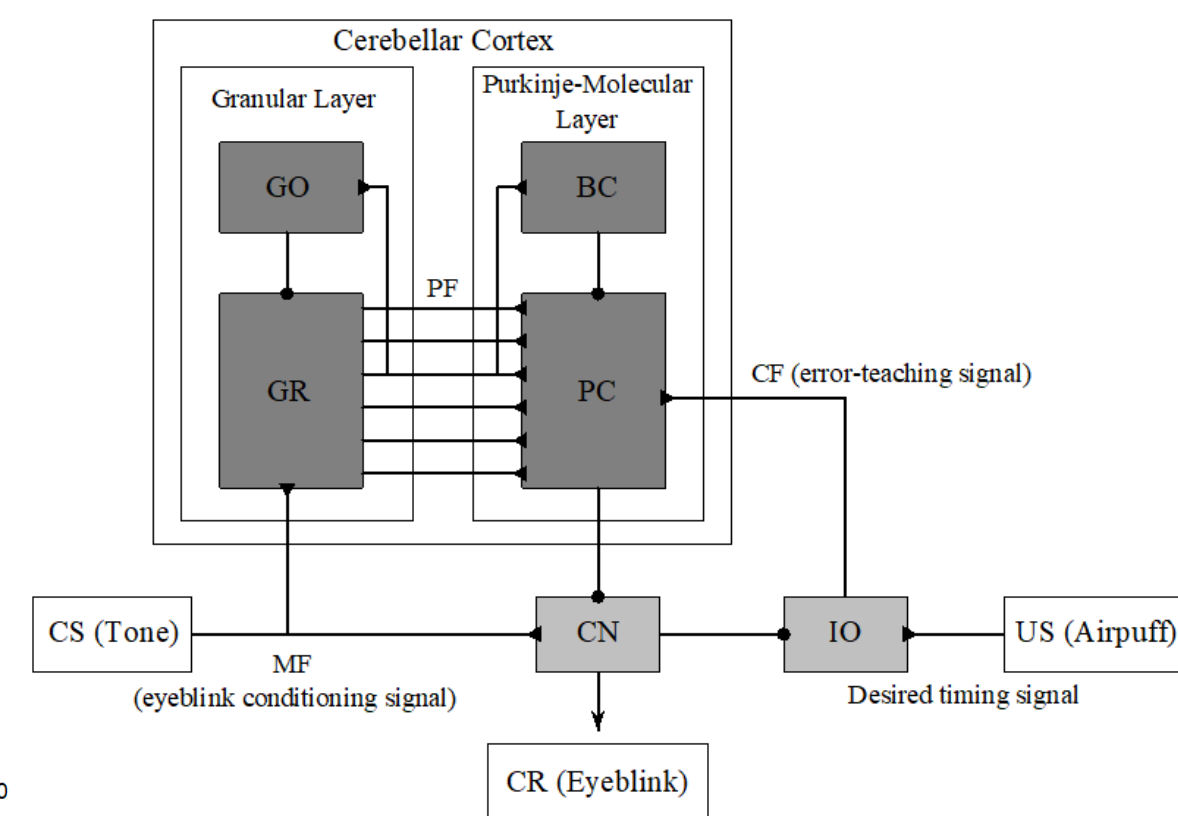 Cerebellar Cortex
Granular Layer
Purkinje-Molecular
Layer
GO
BC
PF
GR
PC
CF (error-teaching signal)
CS (Tone)
CN
IO
US (Airpuff)
MF
(eyeblink conditioning signal)
Desired timing signal
CR (Eyeblink)
0